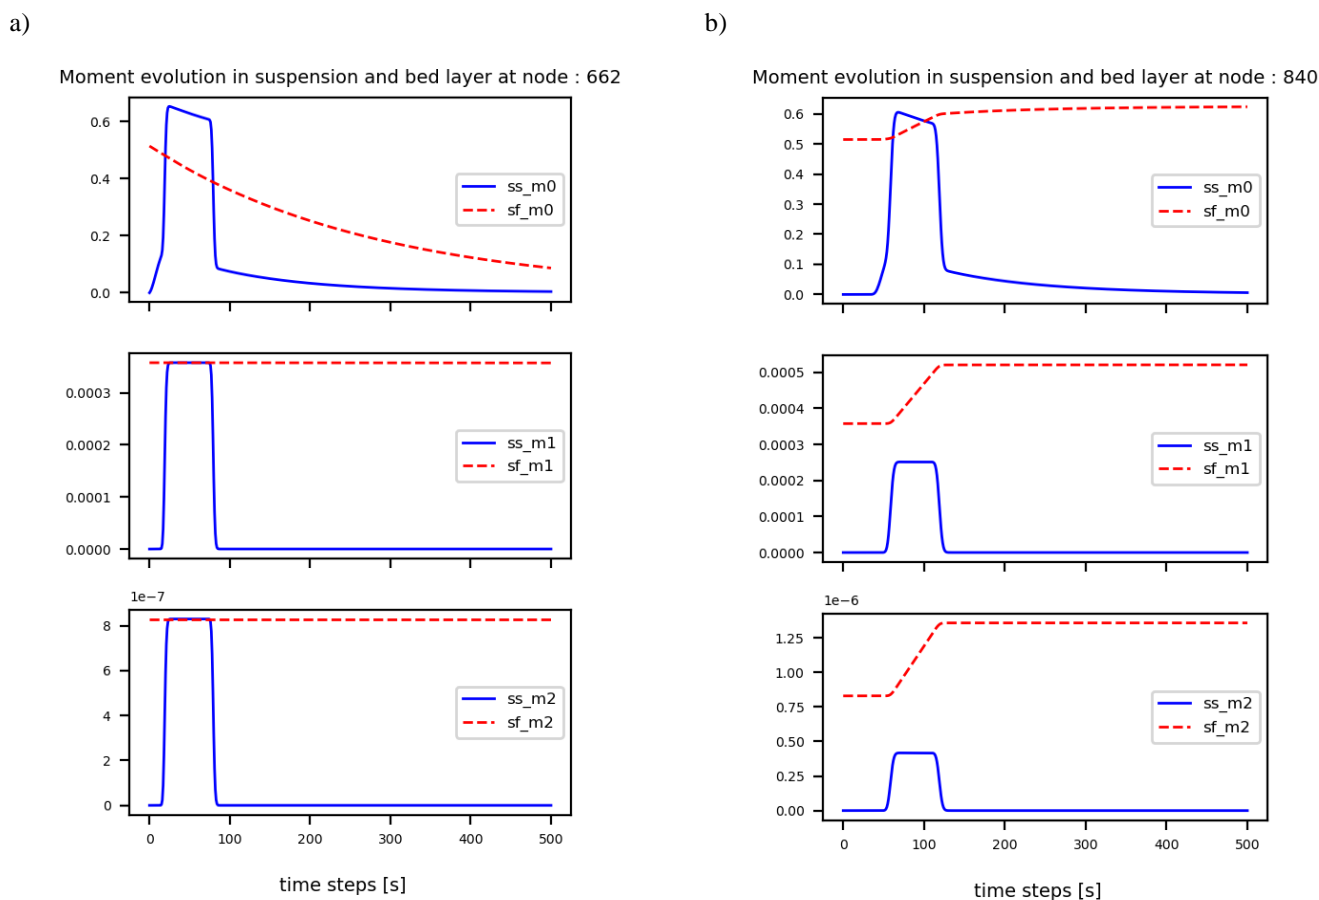 a)
Moment evolution in suspension and bed layer at node : 662
0.6
0.4
0.2
0.0
ss_m0
sf_m0
0.0003
0.0002
0.0001
0.0000
ss_m1
sf_m1
1e−7
8
6
4
2
0
ss_m2
sf_m2
0 100 200 300 400 500
time steps [s]
b)
Moment evolution in suspension and bed layer at node : 840
0.6
0.5
0.4
0.3
0.2
0.1
0.0
ss_m0
sf_m0
0.0005
0.0004
0.0003
0.0002
0.0001
0.0000
ss_m1
sf_m1
1e−6
1.25
1.00
0.75
0.50
0.25
0.00
ss_m2
sf_m2
0 100 200 300 400 500
time steps [s]